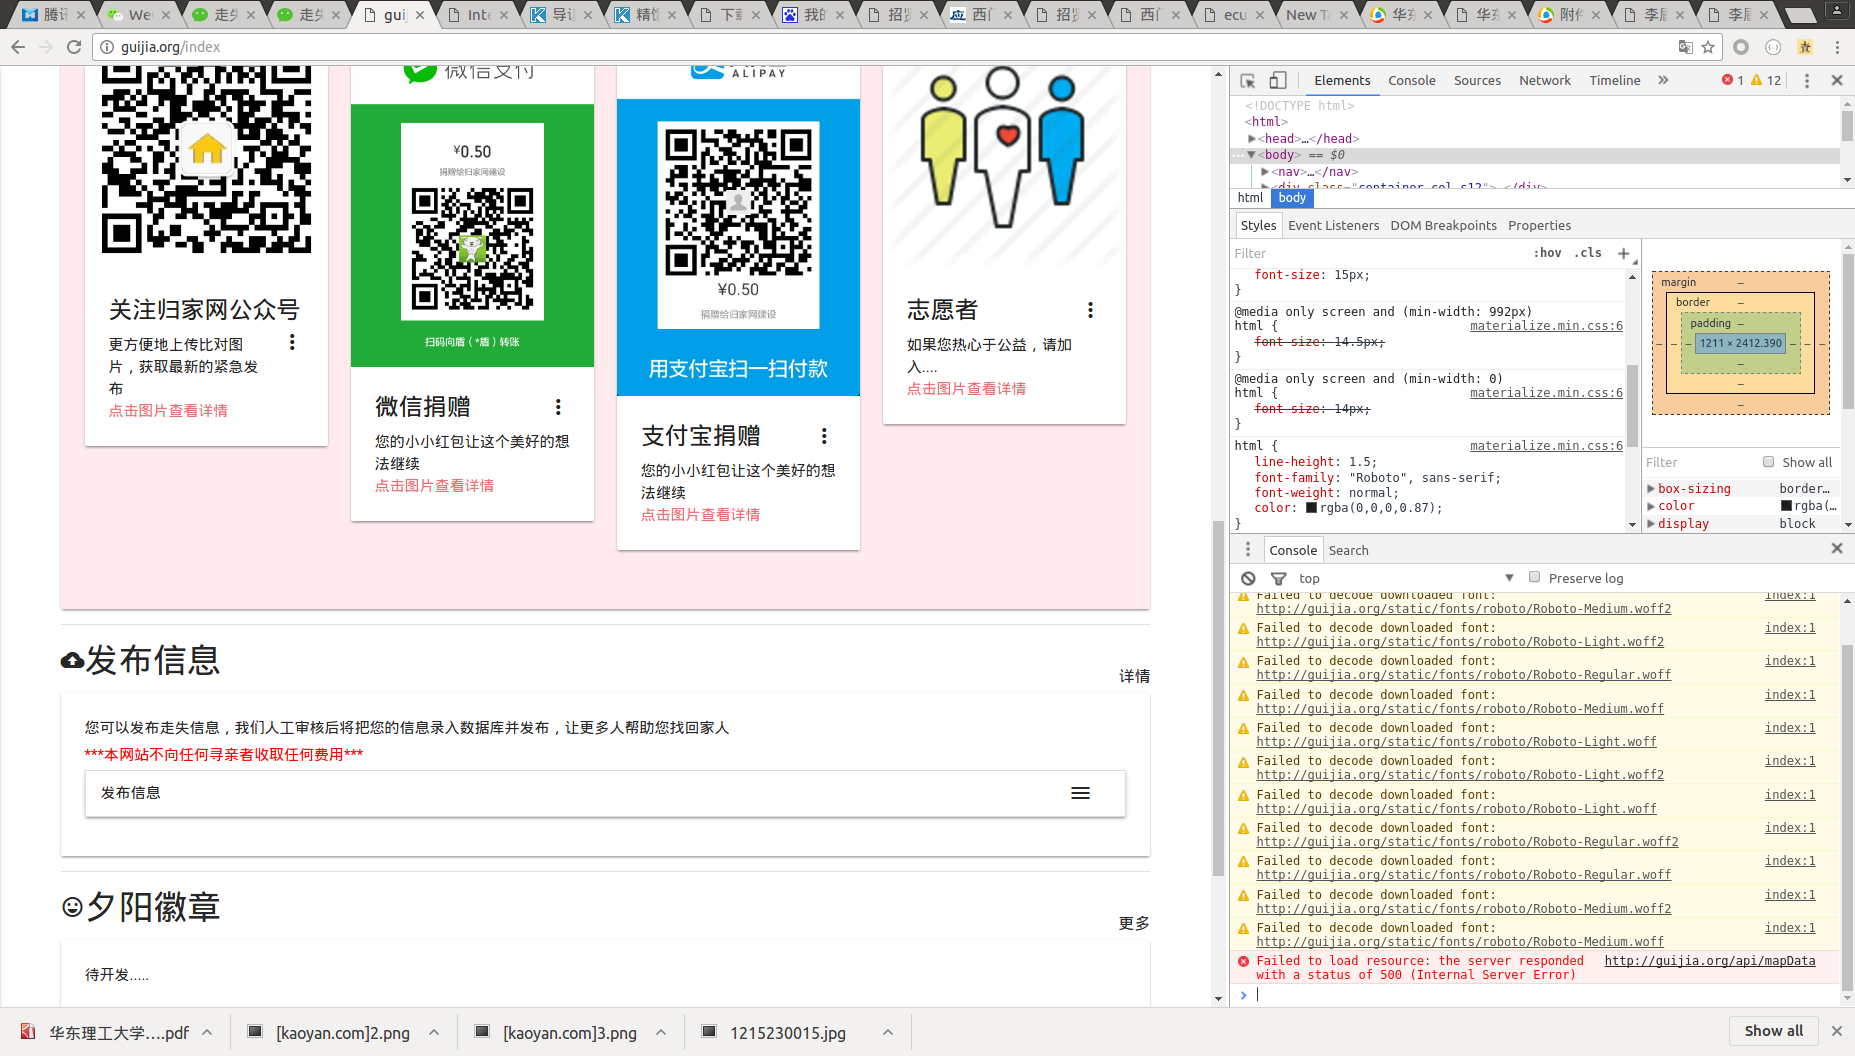 腾讯
We
走失
走失
guij
Inte
导读
精馆
下载
我的
招贤
西门
招贤
西门
ecu
New Ta
华东
华东
附件
李眉
李眉
guijia.org/index
微信支付
ALIPAY
¥0.50
捐赠给归家网建设
扫码向盾（*盾）转账
¥0.50
捐赠给归家网建设
用支付宝扫一扫付款
关注归家网公众号
更方便地上传比对图
片，获取最新的紧急发
布
点击图片查看详情
微信捐赠
您的小小红包让这个美好的想
法继续
点击图片查看详情
支付宝捐赠
您的小小红包让这个美好的想
法继续
点击图片查看详情
志愿者
如果您热心于公益，请加
入....
点击图片查看详情
发布信息
详情
您可以发布走失信息，我们人工审核后将把您的信息录入数据库并发布，让更多人帮助您找回家人
***本网站不向任何寻亲者收取任何费用***
发布信息
夕阳徽章
更多
待开发.....
Elements Console Sources Network Timeline » 1 12
<!DOCTYPE html>
<html>
<head>…</head>
<body> == $0
<nav>…</nav>
<div class="container col s12">…</div>
html body
Styles Event Listeners DOM Breakpoints Properties
Filter :hov .cls +
font-size: 15px;
}
@media only screen and (min-width: 992px)
html { materialize.min.css:6
font-size: 14.5px;
}
@media only screen and (min-width: 0)
html { materialize.min.css:6
font-size: 14px;
}
html { materialize.min.css:6
line-height: 1.5;
font-family: "Roboto", sans-serif;
font-weight: normal;
color: rgba(0,0,0,0.87);
}
margin –
border –
padding –
1211 × 2412.390
Filter Show all
box-sizing border…
color rgba(…
display block
Console Search
top Preserve log
Failed to decode downloaded font: index:1
http://guijia.org/static/fonts/roboto/Roboto-Medium.woff2
Failed to decode downloaded font: index:1
http://guijia.org/static/fonts/roboto/Roboto-Light.woff2
Failed to decode downloaded font: index:1
http://guijia.org/static/fonts/roboto/Roboto-Regular.woff
Failed to decode downloaded font: index:1
http://guijia.org/static/fonts/roboto/Roboto-Medium.woff
Failed to decode downloaded font: index:1
http://guijia.org/static/fonts/roboto/Roboto-Light.woff
Failed to decode downloaded font: index:1
http://guijia.org/static/fonts/roboto/Roboto-Light.woff2
Failed to decode downloaded font: index:1
http://guijia.org/static/fonts/roboto/Roboto-Light.woff
Failed to decode downloaded font: index:1
http://guijia.org/static/fonts/roboto/Roboto-Regular.woff2
Failed to decode downloaded font: index:1
http://guijia.org/static/fonts/roboto/Roboto-Regular.woff
Failed to decode downloaded font: index:1
http://guijia.org/static/fonts/roboto/Roboto-Medium.woff2
Failed to decode downloaded font: index:1
http://guijia.org/static/fonts/roboto/Roboto-Medium.woff
Failed to load resource: the server responded http://guijia.org/api/mapData
with a status of 500 (Internal Server Error)
华东理工大学….pdf
[kaoyan.com]2.png
[kaoyan.com]3.png
1215230015.jpg
Show all